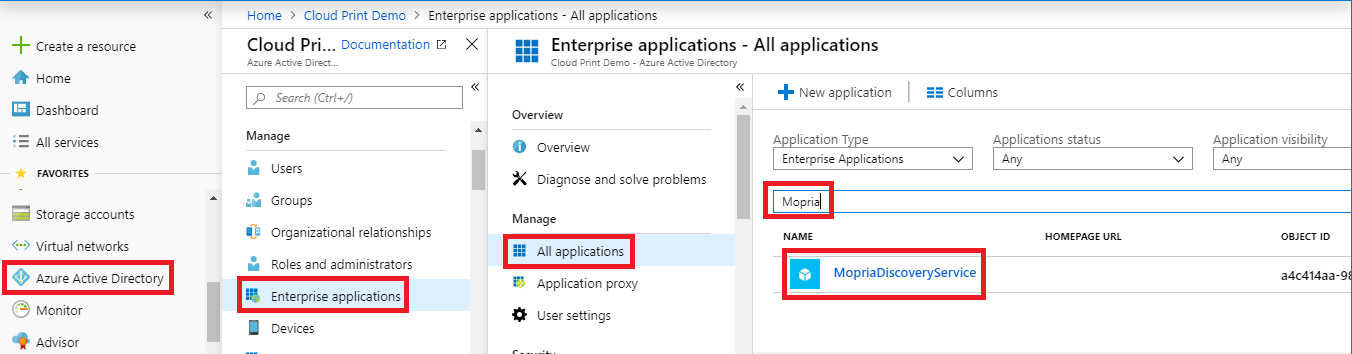 Home > Cloud Print Demo > Enterprise applications - All applications
«
Create a resource
Home
Dashboard
All services
FAVORITES
Storage accounts
Virtual networks
Azure Active Directory
Monitor
Advisor
Cloud Pri... Documentation
Azure Active Direct...
«
Search (Ctrl+/)
Manage
Users
Groups
Organizational relationships
Roles and administrators
Enterprise applications
Devices
Enterprise applications - All applications
Cloud Print Demo - Azure Active Directory
«
Overview
Overview
Diagnose and solve problems
Manage
All applications
Application proxy
User settings
Security
New application
Columns
Application Type
Applications status
Application visibility
Enterprise Applications
Any
Any
Mopria
NAME
HOMEPAGE URL
OBJECT ID
MopriaDiscoveryService
a4c414aa-98